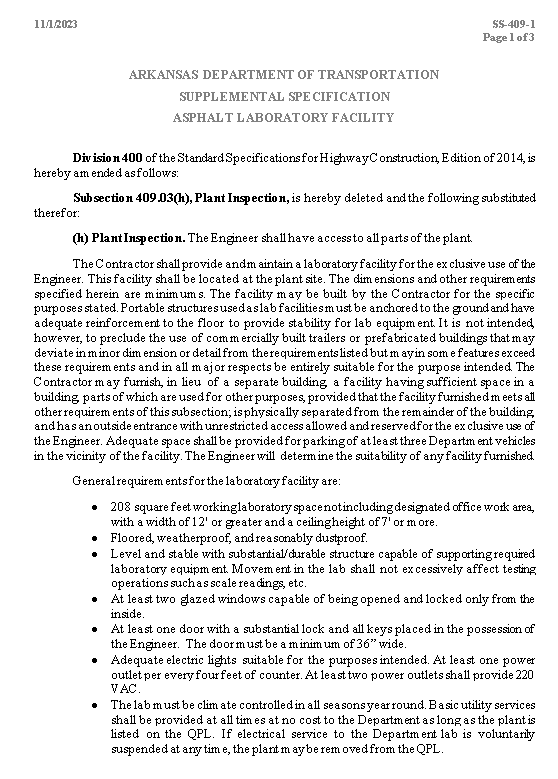 11/1/2023 SS-409-1
Page 1 of 3
ARKANSAS DEPARTMENT OF TRANSPORTATION
SUPPLEMENTAL SPECIFICATION
ASPHALT LABORATORY FACILITY
Division 400 of the Standard Specifications for Highway Construction, Edition of 2014, is
hereby amended as follows:
Subsection 409.03(h), Plant Inspection, is hereby deleted and the following substituted
therefor:
(h) Plant Inspection. The Engineer shall have access to all parts of the plant.
The Contractor shall provide and maintain a laboratory facility for the exclusive use of the
Engineer. This facility shall be located at the plant site. The dimensions and other requirements
specified herein are minimums. The facility may be built by the Contractor for the specific
purposes stated. Portable structures used as lab facilities must be anchored to the ground and have
adequate reinforcement to the floor to provide stability for lab equipment. It is not intended,
however, to preclude the use of commercially built trailers or prefabricated buildings that may
deviate in minor dimension or detail from the requirements listed but may in some features exceed
these requirements and in all major respects be entirely suitable for the purpose intended. The
Contractor may furnish, in lieu of a separate building, a facility having sufficient space in a
building, parts of which are used for other purposes, provided that the facility furnished meets all
other requirements of this subsection; is physically separated from the remainder of the building,
and has an outside entrance with unrestricted access allowed and reserved for the exclusive use of
the Engineer. Adequate space shall be provided for parking of at least three Department vehicles
in the vicinity of the facility. The Engineer will determine the suitability of any facility furnished.
General requirements for the laboratory facility are:
• 208 square feet working laboratory space not including designated office work area,
with a width of 12' or greater and a ceiling height of 7' or more.
• Floored, weatherproof, and reasonably dustproof.
• Level and stable with substantial/durable structure capable of supporting required
laboratory equipment. Movement in the lab shall not excessively affect testing
operations such as scale readings, etc.
• At least two glazed windows capable of being opened and locked only from the
inside.
• At least one door with a substantial lock and all keys placed in the possession of
the Engineer. The door must be a minimum of 36” wide.
• Adequate electric lights suitable for the purposes intended. At least one power
outlet per every four feet of counter. At least two power outlets shall provide 220
VAC.
• The lab must be climate controlled in all seasons year round. Basic utility services
shall be provided at all times at no cost to the Department as long as the plant is
listed on the QPL. If electrical service to the Department lab is voluntarily
suspended at any time, the plant may be removed from the QPL.